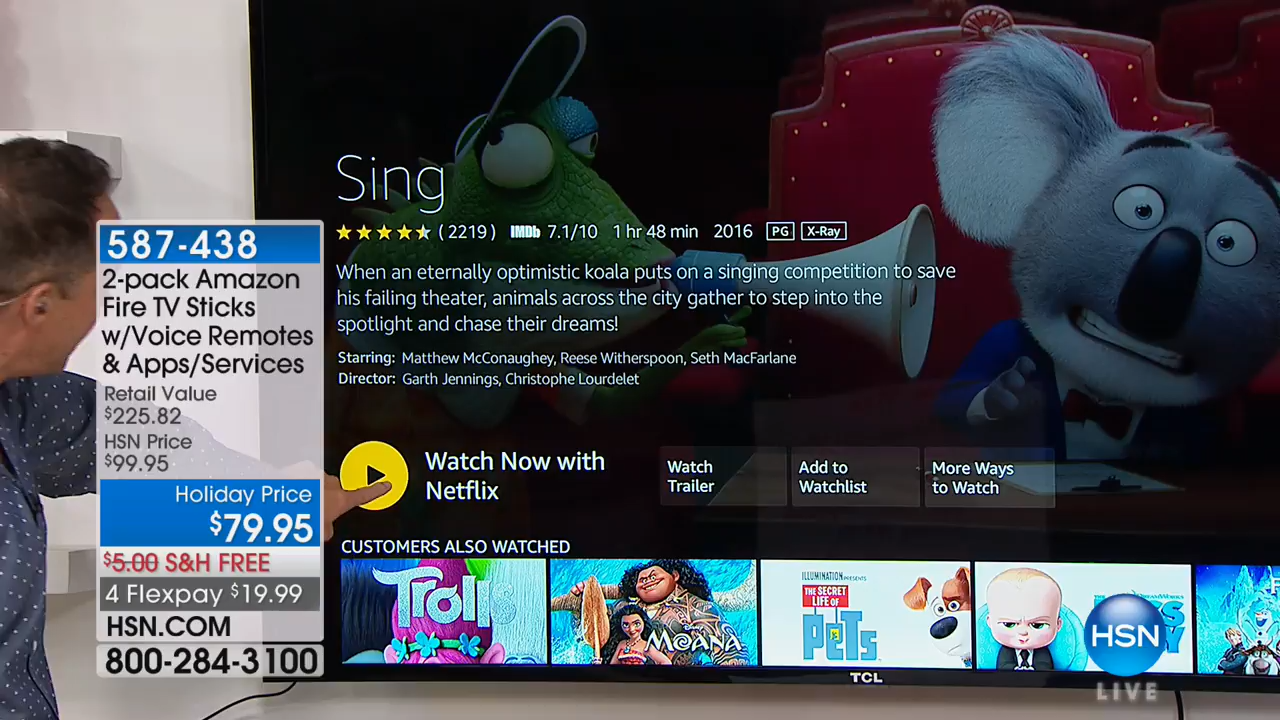 587-438
2-pack Amazon
Fire TV Sticks
w/Voice Remotes
& Apps/Services
Retail Value
$225.82
HSN Price
$99.95
Holiday Price
$79.95
$5.00 S&H FREE
4 Flexpay $19.99
HSN.COM
800-284-3100
Sing
(2219) IMDb 7.1/10 1 hr 48 min 2016 PG X-Ray
When an eternally optimistic koala puts on a singing competition to save
his failing theater, animals across the city gather to step into the
spotlight and chase their dreams!
Starring: Matthew McConaughey, Reese Witherspoon, Seth MacFarlane
Director: Garth Jennings, Christophe Lourdelet
Watch Now with
Netflix
Watch
Trailer
Add to
Watchlist
More Ways
to Watch
CUSTOMERS ALSO WATCHED
Trolls
MOANA
ILLUMINATION PRESENTS
THE SECRET
LIFE OF
PETS
TCL
HSN
LIVE